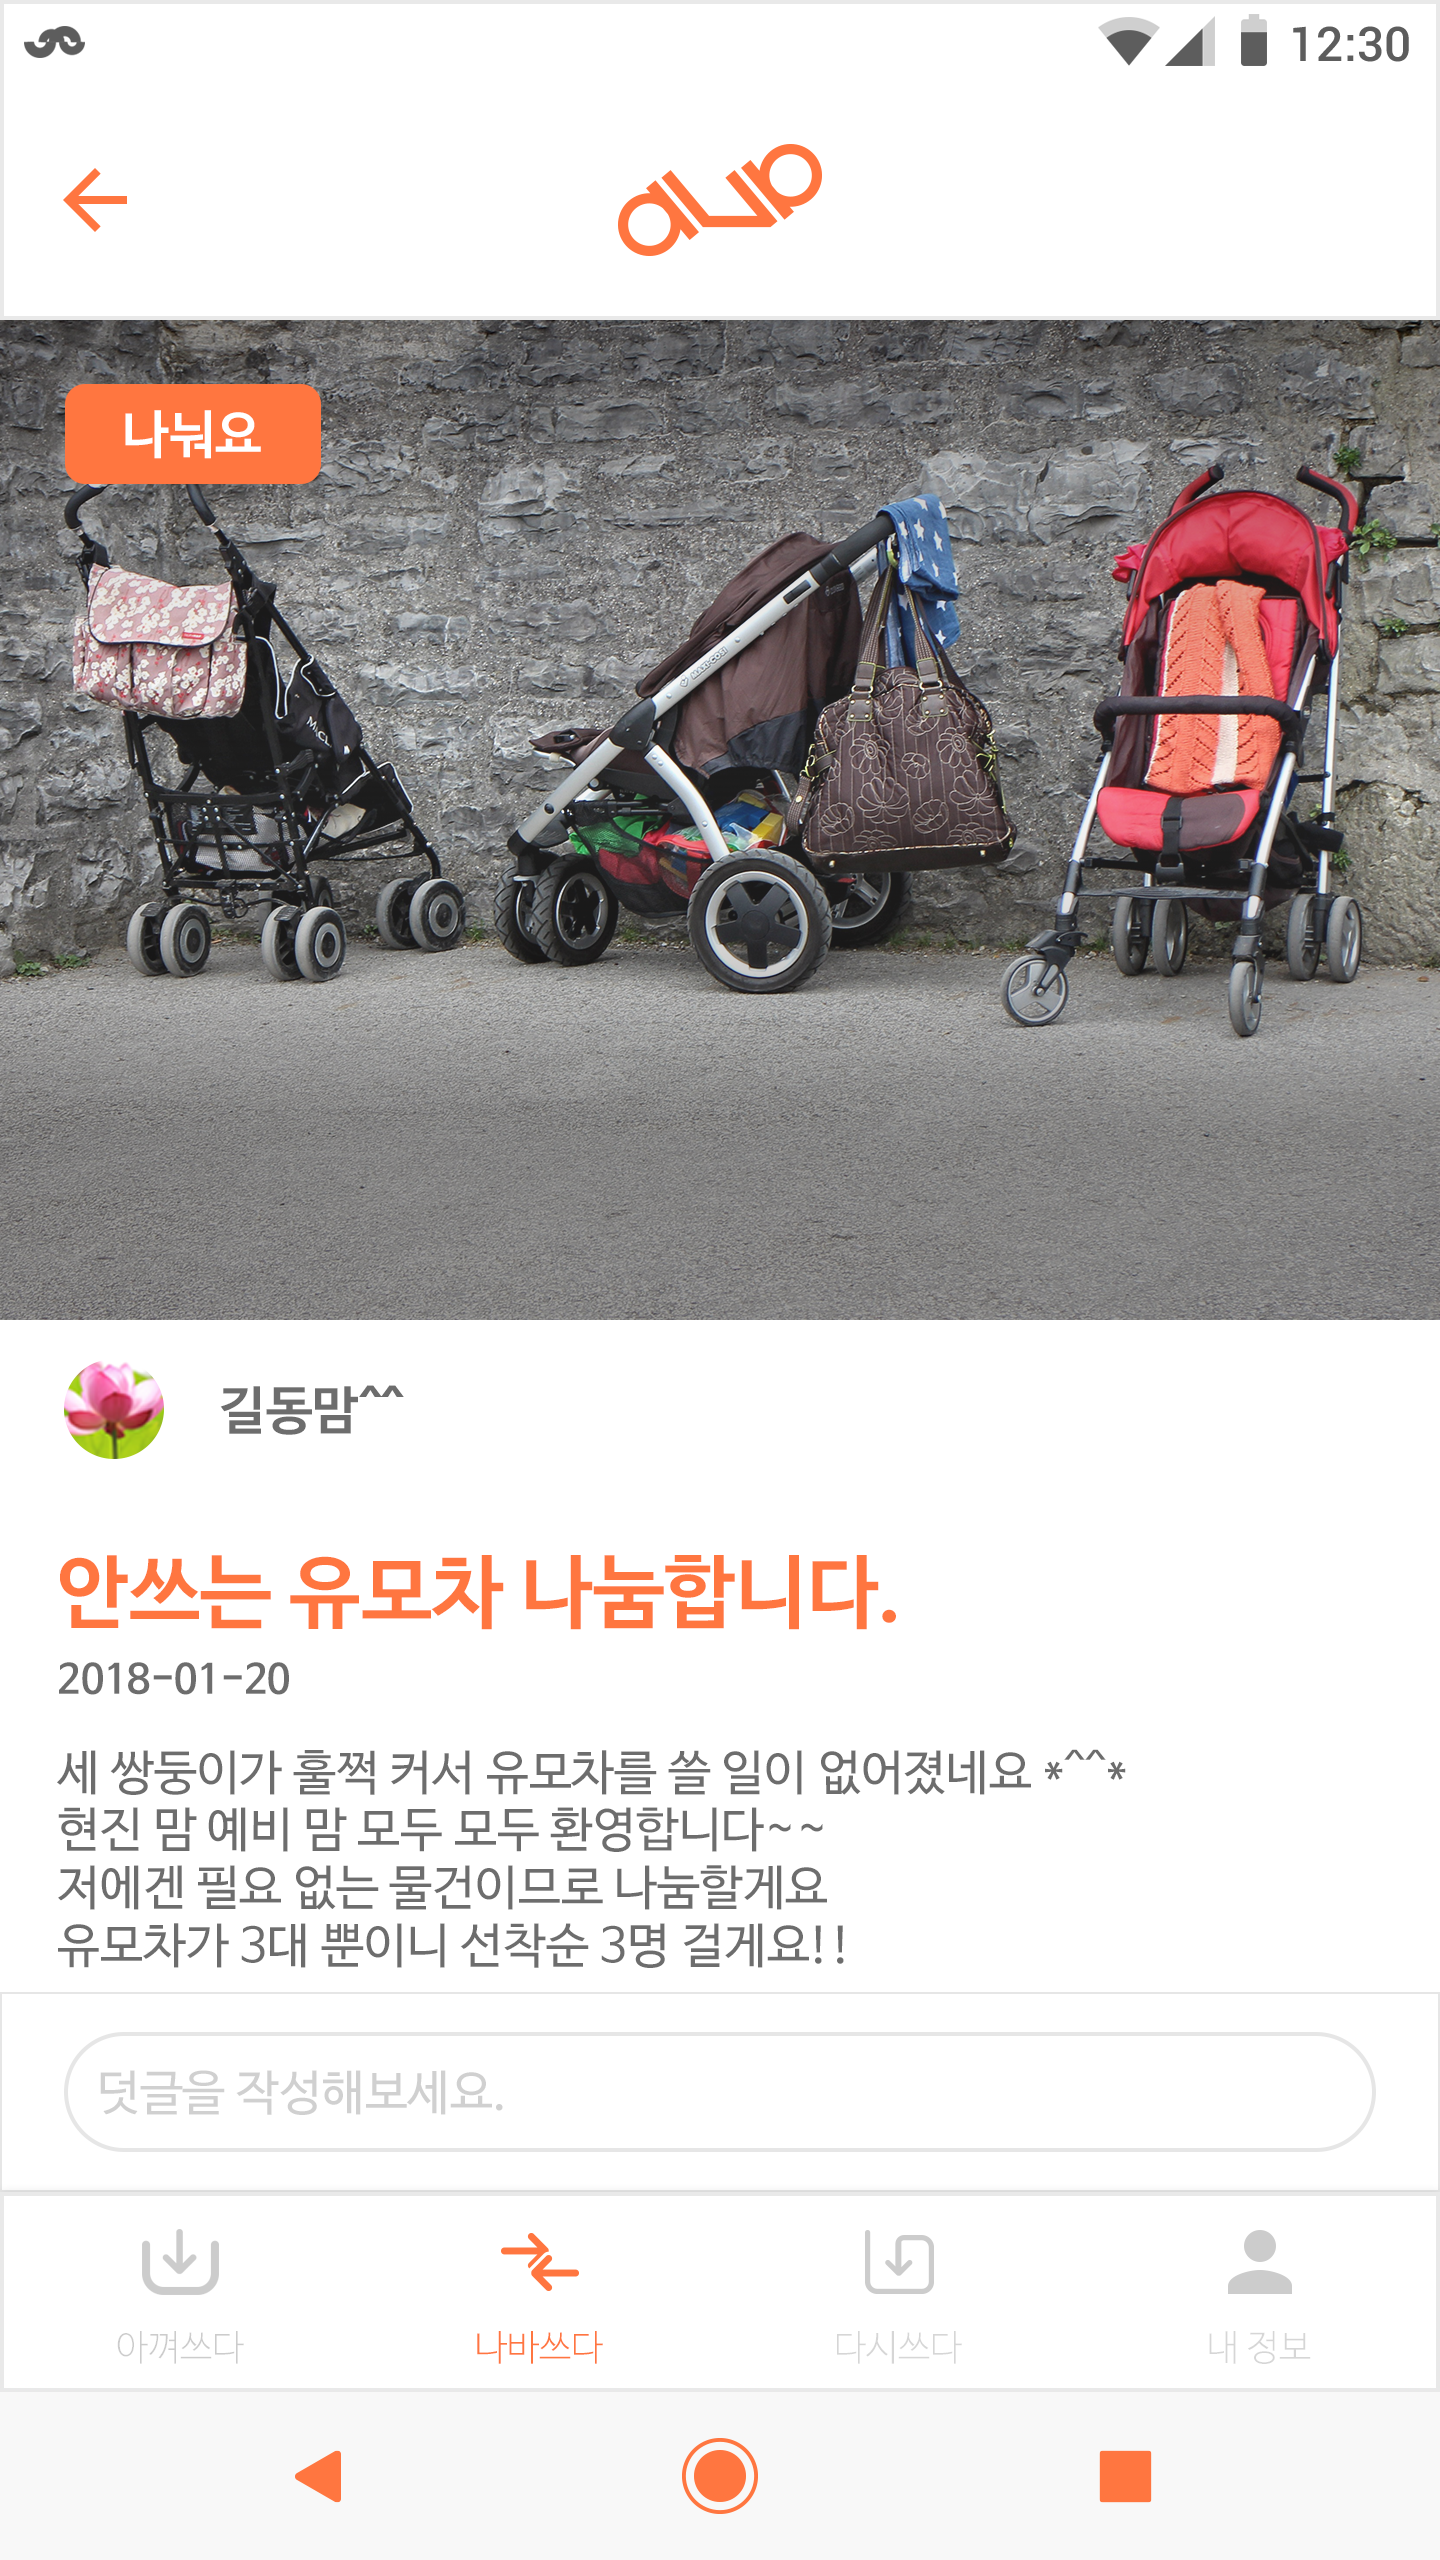 12:30
나눠요
MAXI-COSI
길동맘^^
안쓰는 유모차 나눔합니다.
2018-01-20
세 쌍둥이가 훌쩍 커서 유모차를 쓸 일이 없어졌네요 *^^*
현진 맘 예비 맘 모두 모두 환영합니다~~
저에겐 필요 없는 물건이므로 나눔할게요
유모차가 3대 뿐이니 선착순 3명 걸게요!!
덧글을 작성해보세요.
아껴쓰다
나바쓰다
다시쓰다
내 정보